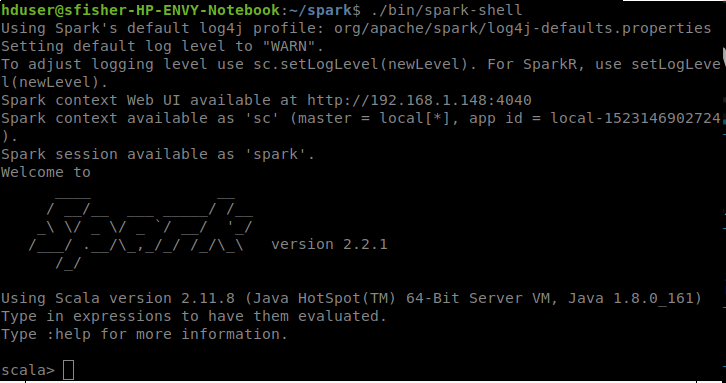 hduser@sfisher-HP-ENVY-Notebook:~/spark$ ./bin/spark-shell
Using Spark's default log4j profile: org/apache/spark/log4j-defaults.properties
Setting default log level to "WARN".
To adjust logging level use sc.setLogLevel(newLevel). For SparkR, use setLogLeve
l(newLevel).
Spark context Web UI available at http://192.168.1.148:4040
Spark context available as 'sc' (master = local[*], app id = local-1523146902724
).
Spark session available as 'spark'.
Welcome to
      ____              __
     / __/__  ___ _____/ /__
    _\ \/ _ \/ _ `/ __/  '_/
   /___/ .__/\_,_/_/ /_/\_\   version 2.2.1
      /_/
Using Scala version 2.11.8 (Java HotSpot(TM) 64-Bit Server VM, Java 1.8.0_161)
Type in expressions to have them evaluated.
Type :help for more information.
scala>